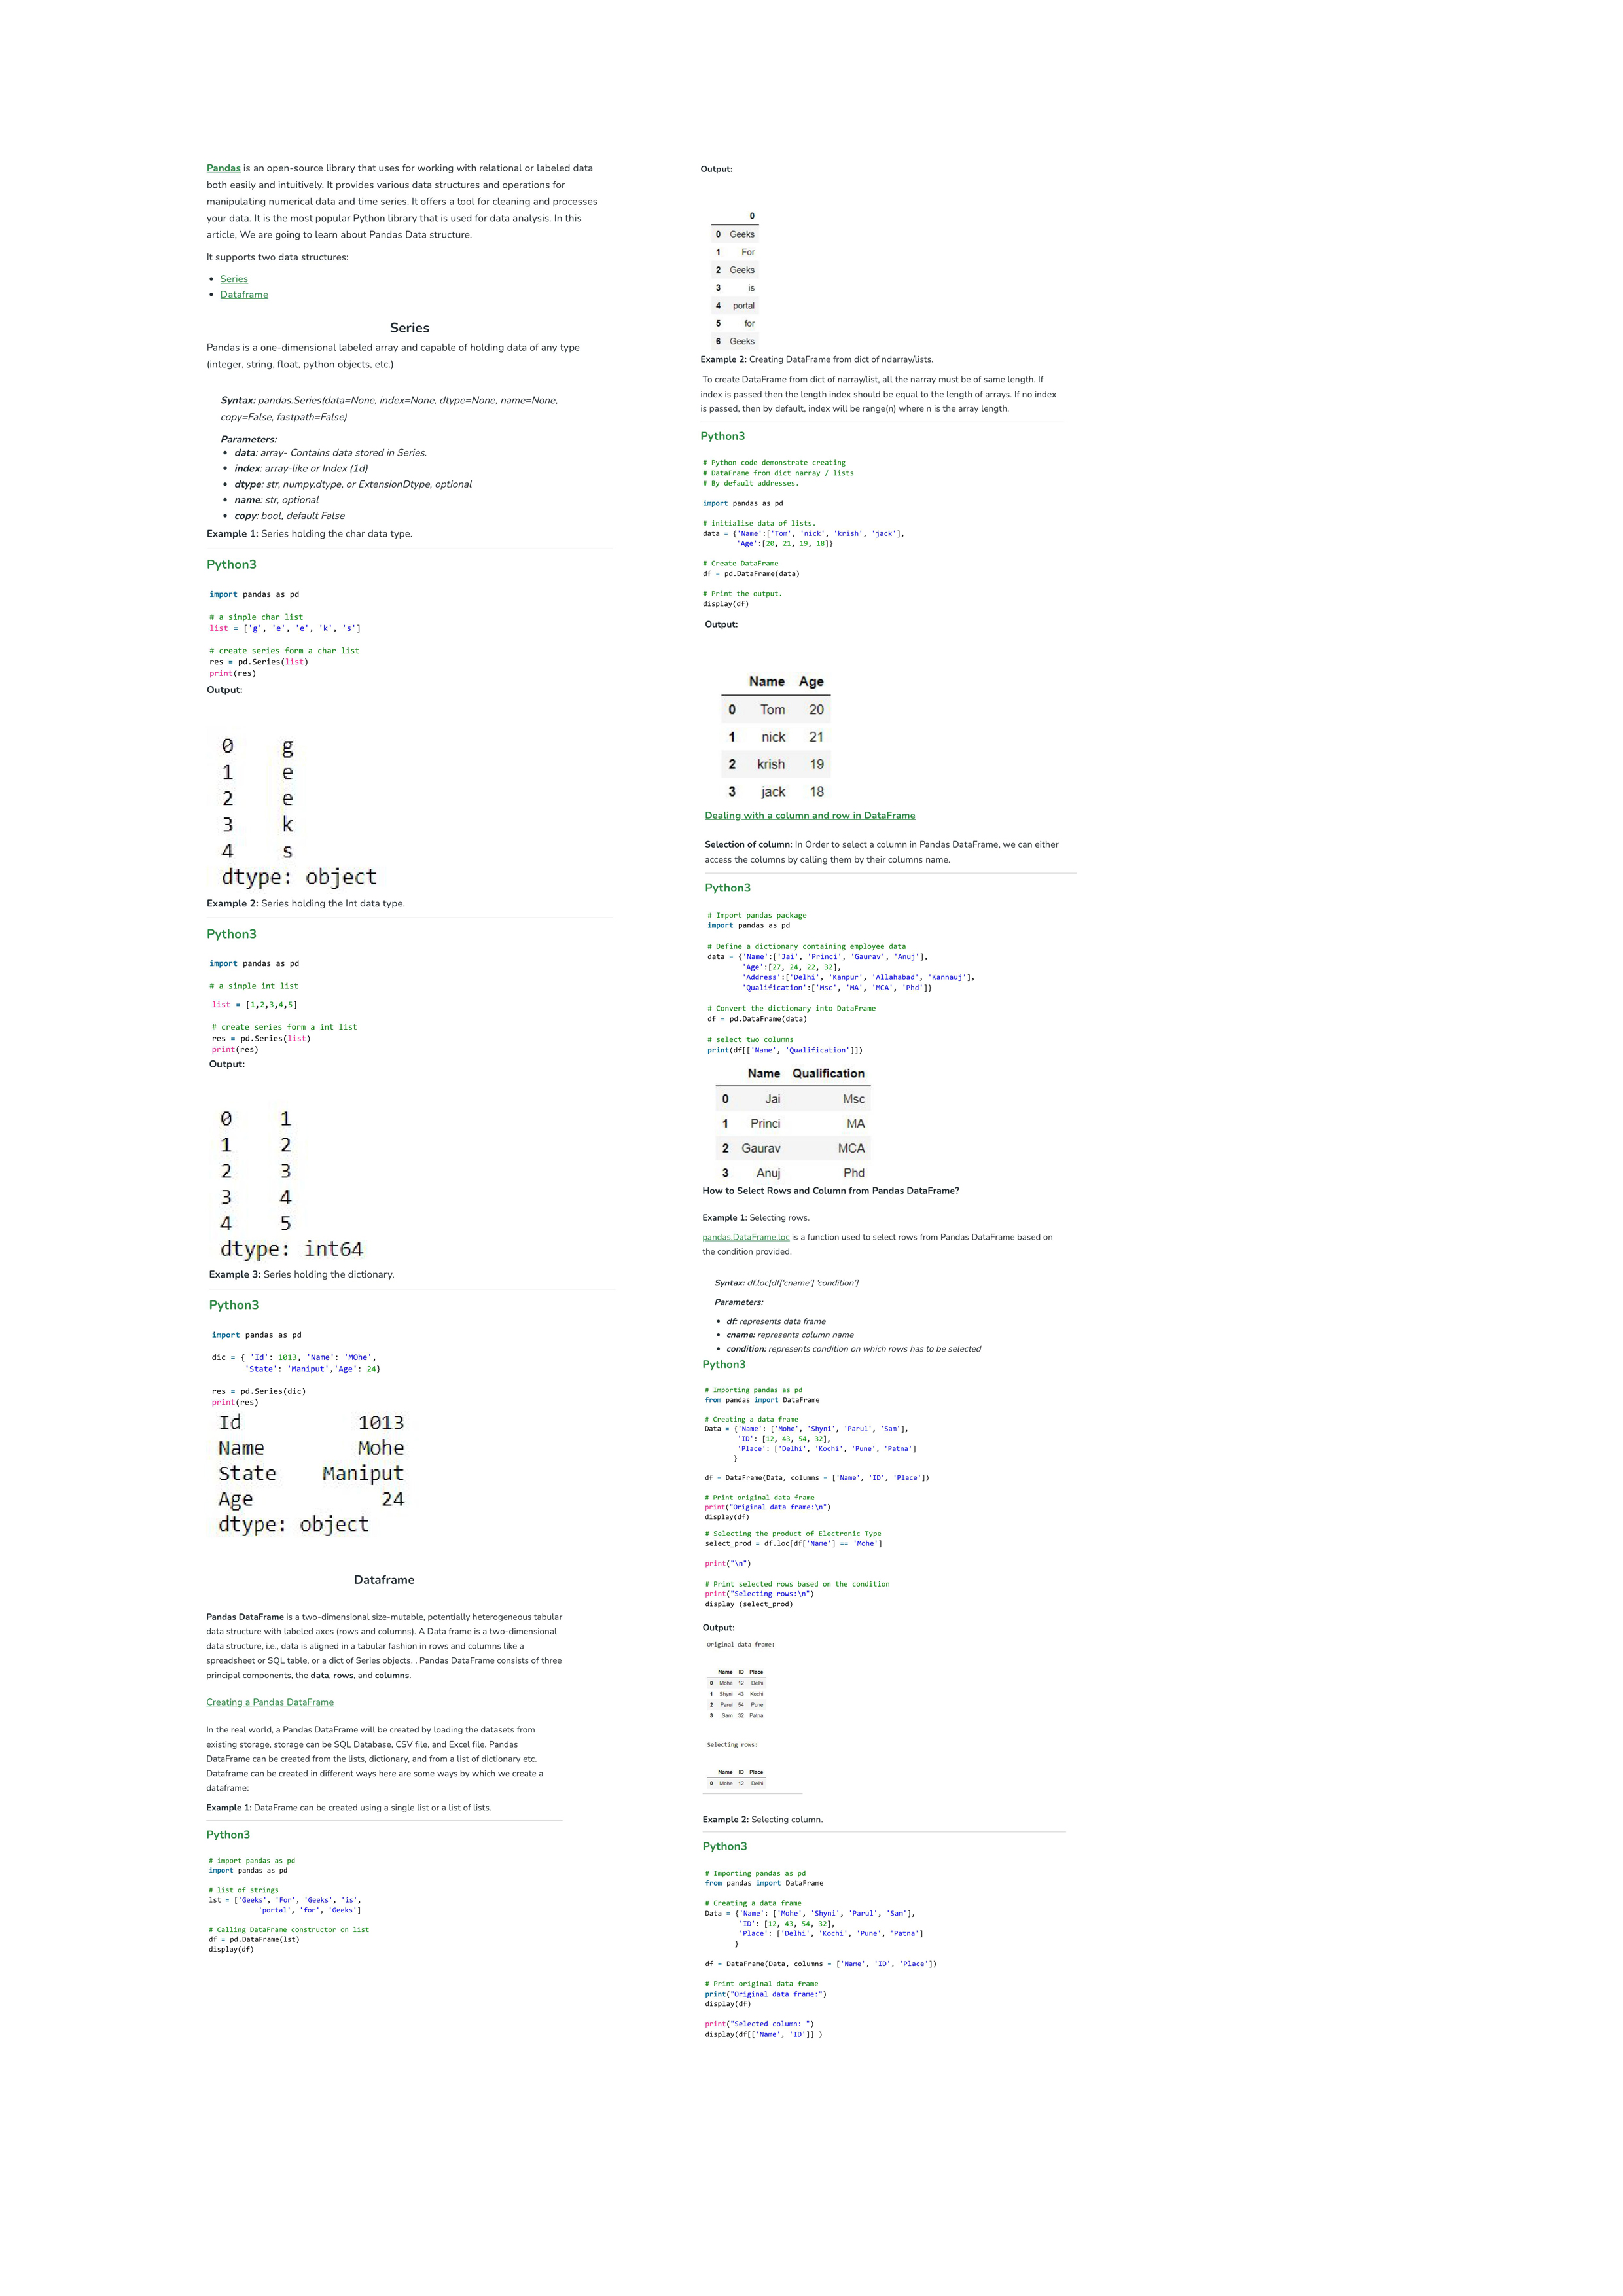 Pandas is an open-source library that uses for working with relational or labeled data
both easily and intuitively. It provides various data structures and operations for
manipulating numerical data and time series. It offers a tool for cleaning and processes
your data. It is the most popular Python library that is used for data analysis. In this
article, We are going to learn about Pandas Data structure.
It supports two data structures:
• Series
• Dataframe
Series
Pandas is a one-dimensional labeled array and capable of holding data of any type
(integer, string, float, python objects, etc.)
Syntax: pandas.Series(data=None, index=None, dtype=None, name=None,
copy=False, fastpath=False)
Parameters:
• data: array- Contains data stored in Series.
• index: array-like or Index (1d)
• dtype: str, numpy.dtype, or ExtensionDtype, optional
• name: str, optional
• copy: bool, default False
Example 1: Series holding the char data type.
Python3
import pandas as pd
# a simple char list
list = ['g', 'e', 'e', 'k', 's']
# create series form a char list
res = pd.Series(list)
print(res)
Output:
0 g
1 e
2 e
3 k
4 s
dtype: object
Example 2: Series holding the Int data type.
Python3
import pandas as pd
# a simple int list
list = [1,2,3,4,5]
# create series form a int list
res = pd.Series(list)
print(res)
Output:
0 1
1 2
2 3
3 4
4 5
dtype: int64
Example 3: Series holding the dictionary.
Python3
import pandas as pd
dic = { 'Id': 1013, 'Name': 'MOhe',
'State': 'Maniput','Age': 24}
res = pd.Series(dic)
print(res)
Id 1013
Name Mohe
State Maniput
Age 24
dtype: object
Dataframe
Pandas DataFrame is a two-dimensional size-mutable, potentially heterogeneous tabular
data structure with labeled axes (rows and columns). A Data frame is a two-dimensional
data structure, i.e., data is aligned in a tabular fashion in rows and columns like a
spreadsheet or SQL table, or a dict of Series objects. . Pandas DataFrame consists of three
principal components, the data, rows, and columns.
Creating a Pandas DataFrame
In the real world, a Pandas DataFrame will be created by loading the datasets from
existing storage, storage can be SQL Database, CSV file, and Excel file. Pandas
DataFrame can be created from the lists, dictionary, and from a list of dictionary etc.
Dataframe can be created in different ways here are some ways by which we create a
dataframe:
Example 1: DataFrame can be created using a single list or a list of lists.
Python3
# import pandas as pd
import pandas as pd
# list of strings
lst = ['Geeks', 'For', 'Geeks', 'is',
'portal', 'for', 'Geeks']
# Calling DataFrame constructor on list
df = pd.DataFrame(lst)
display(df)
Output:
0
0 Geeks
1 For
2 Geeks
3 is
4 portal
5 for
6 Geeks
Example 2: Creating DataFrame from dict of ndarray/lists.
To create DataFrame from dict of narray/list, all the narray must be of same length. If
index is passed then the length index should be equal to the length of arrays. If no index
is passed, then by default, index will be range(n) where n is the array length.
Python3
# Python code demonstrate creating
# DataFrame from dict narray / lists
# By default addresses.
import pandas as pd
# initialise data of lists.
data = {'Name':['Tom', 'nick', 'krish', 'jack'],
'Age':[20, 21, 19, 18]}
# Create DataFrame
df = pd.DataFrame(data)
# Print the output.
display(df)
Output:
Name Age
0 Tom 20
1 nick 21
2 krish 19
3 jack 18
Dealing with a column and row in DataFrame
Selection of column: In Order to select a column in Pandas DataFrame, we can either
access the columns by calling them by their columns name.
Python3
# Import pandas package
import pandas as pd
# Define a dictionary containing employee data
data = {'Name':['Jai', 'Princi', 'Gaurav', 'Anuj'],
'Age':[27, 24, 22, 32],
'Address':['Delhi', 'Kanpur', 'Allahabad', 'Kannauj'],
'Qualification':['Msc', 'MA', 'MCA', 'Phd']}
# Convert the dictionary into DataFrame
df = pd.DataFrame(data)
# select two columns
print(df[['Name', 'Qualification']])
Name Qualification
0 Jai Msc
1 Princi MA
2 Gaurav MCA
3 Anuj Phd
How to Select Rows and Column from Pandas DataFrame?
Example 1: Selecting rows.
pandas.DataFrame.loc is a function used to select rows from Pandas DataFrame based on
the condition provided.
Syntax: df.loc[df['cname'] 'condition']
Parameters:
• df: represents data frame
• cname: represents column name
• condition: represents condition on which rows has to be selected
Python3
# Importing pandas as pd
from pandas import DataFrame
# Creating a data frame
Data = {'Name': ['Mohe', 'Shyni', 'Parul', 'Sam'],
'ID': [12, 43, 54, 32],
'Place': ['Delhi', 'Kochi', 'Pune', 'Patna']
}
df = DataFrame(Data, columns = ['Name', 'ID', 'Place'])
# Print original data frame
print("Original data frame:\n")
display(df)
# Selecting the product of Electronic Type
select_prod = df.loc[df['Name'] == 'Mohe']
print("\n")
# Print selected rows based on the condition
print("Selecting rows:\n")
display (select_prod)
Output:
Original data frame:
Name ID Place
0 Mohe 12 Delhi
1 Shyni 43 Kochi
2 Parul 54 Pune
3 Sam 32 Patna
Selecting rows:
Name ID Place
0 Mohe 12 Delhi
Example 2: Selecting column.
Python3
# Importing pandas as pd
from pandas import DataFrame
# Creating a data frame
Data = {'Name': ['Mohe', 'Shyni', 'Parul', 'Sam'],
'ID': [12, 43, 54, 32],
'Place': ['Delhi', 'Kochi', 'Pune', 'Patna']
}
df = DataFrame(Data, columns = ['Name', 'ID', 'Place'])
# Print original data frame
print("Original data frame:")
display(df)
print("Selected column: ")
display(df[['Name', 'ID']] )